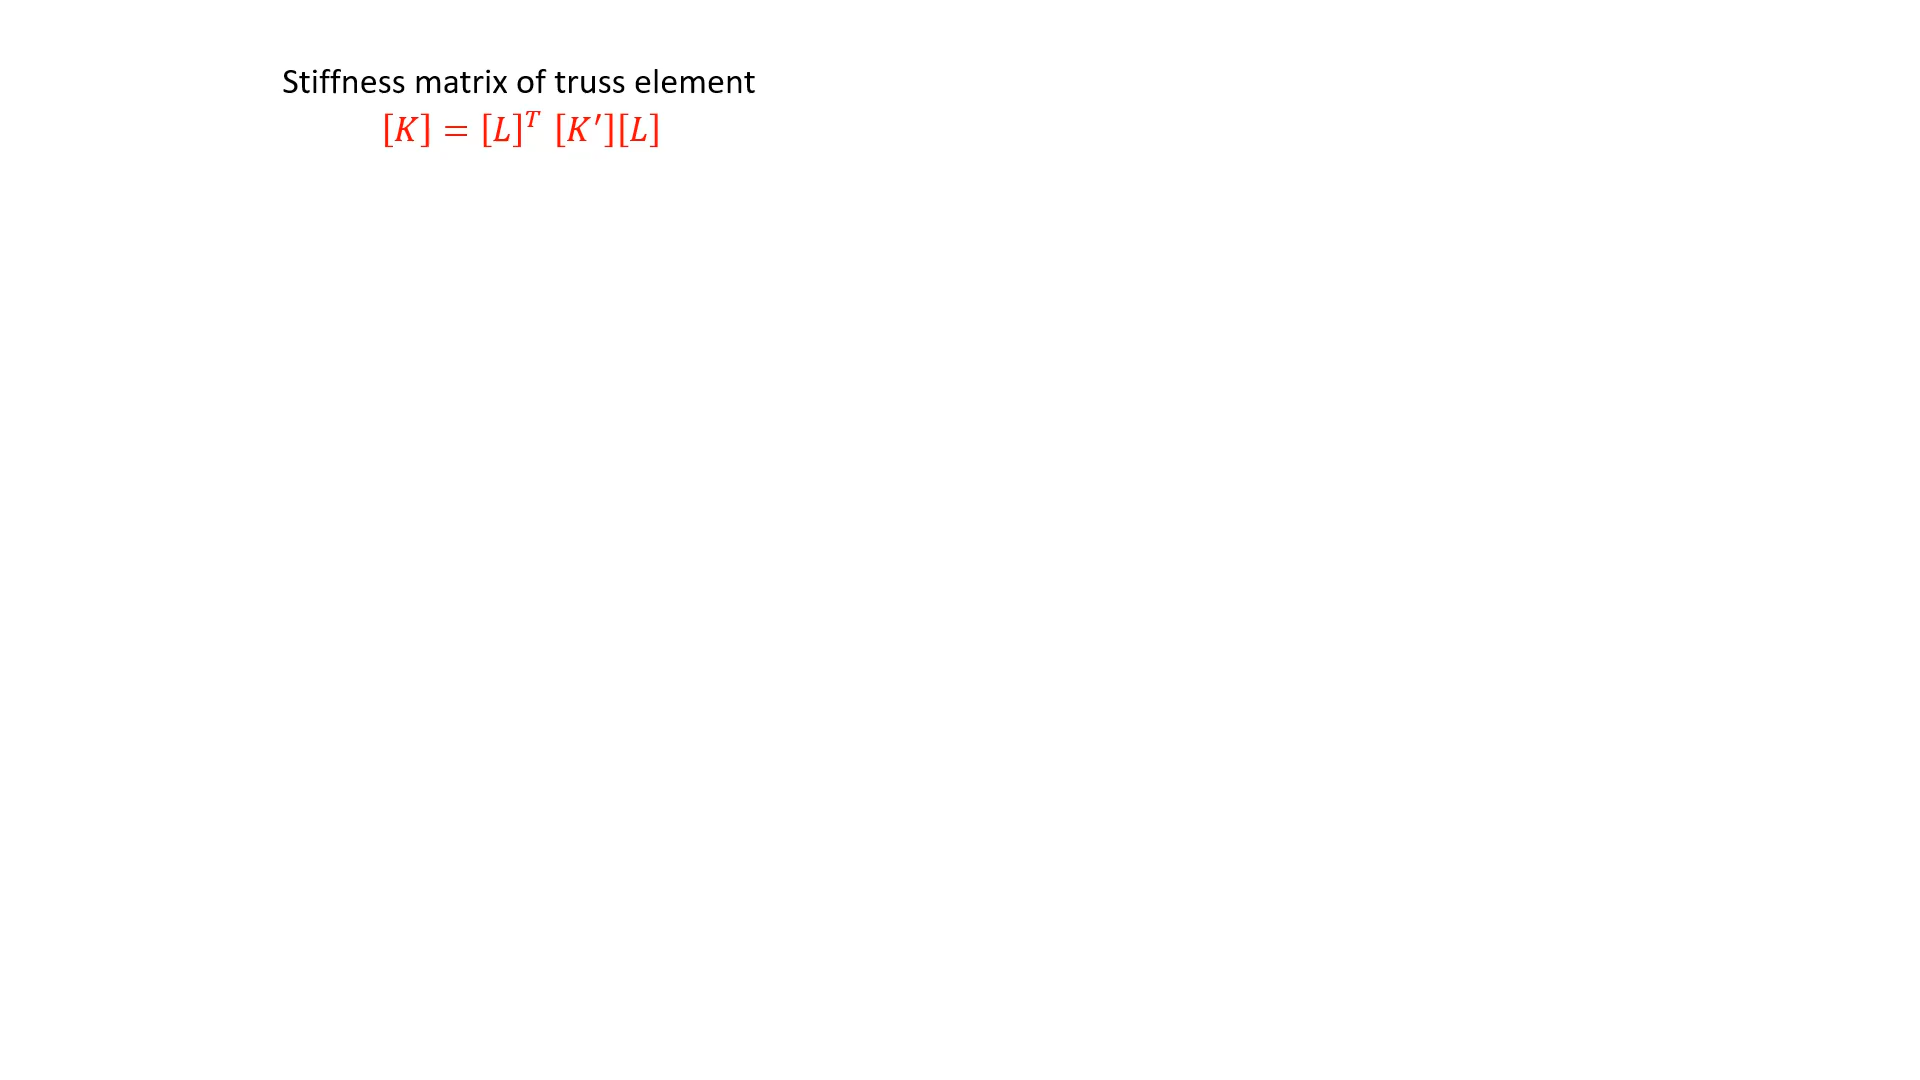 Stiffness matrix of truss element
[K] = [L]ᵀ [K′][L]